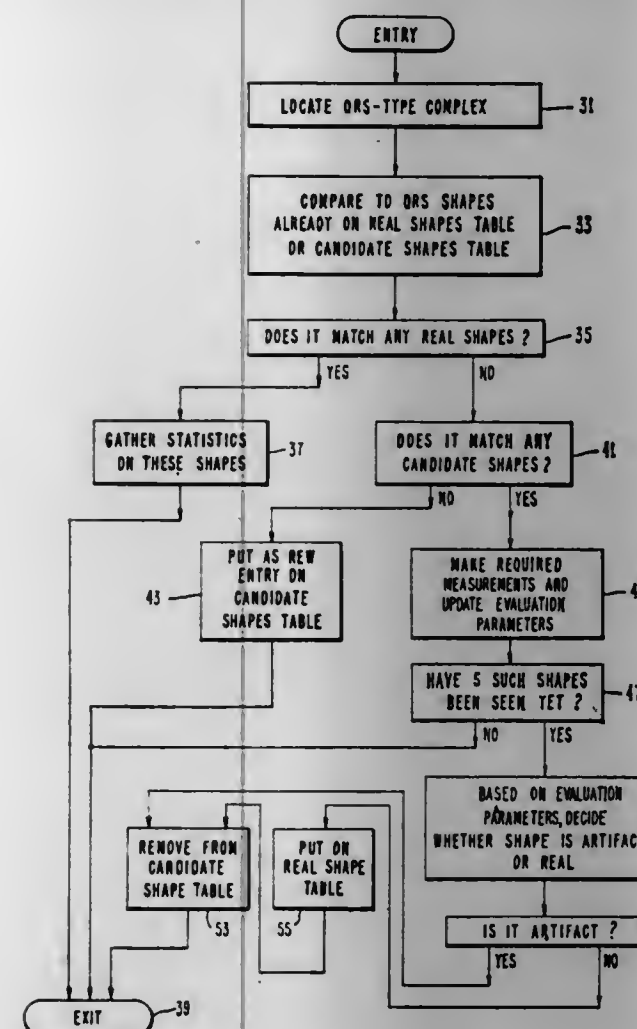 ENTRY
LOCATE QRS-TYPE COMPLEX
31
COMPARE TO QRS SHAPES
ALREADY ON REAL SHAPES TABLE
OR CANDIDATE SHAPES TABLE
33
DOES IT MATCH ANY REAL SHAPES ?
35
YES
NO
GATHER STATISTICS
ON THESE SHAPES
37
DOES IT MATCH ANY
CANDIDATE SHAPES ?
41
NO
YES
PUT AS NEW
ENTRY ON
CANDIDATE
SHAPES TABLE
43
MAKE REQUIRED
MEASUREMENTS AND
UPDATE EVALUATION
PARAMETERS
4
HAVE 5 SUCH SHAPES
BEEN SEEN YET ?
47
NO
YES
BASED ON EVALUATION
PARAMETERS, DECIDE
WHETHER SHAPE IS ARTIFAC
OR REAL
REMOVE FROM
CANDIDATE
SHAPE TABLE
53
PUT ON
REAL SHAPE
TABLE
55
IS IT ARTIFACT ?
YES
NO
EXIT
39